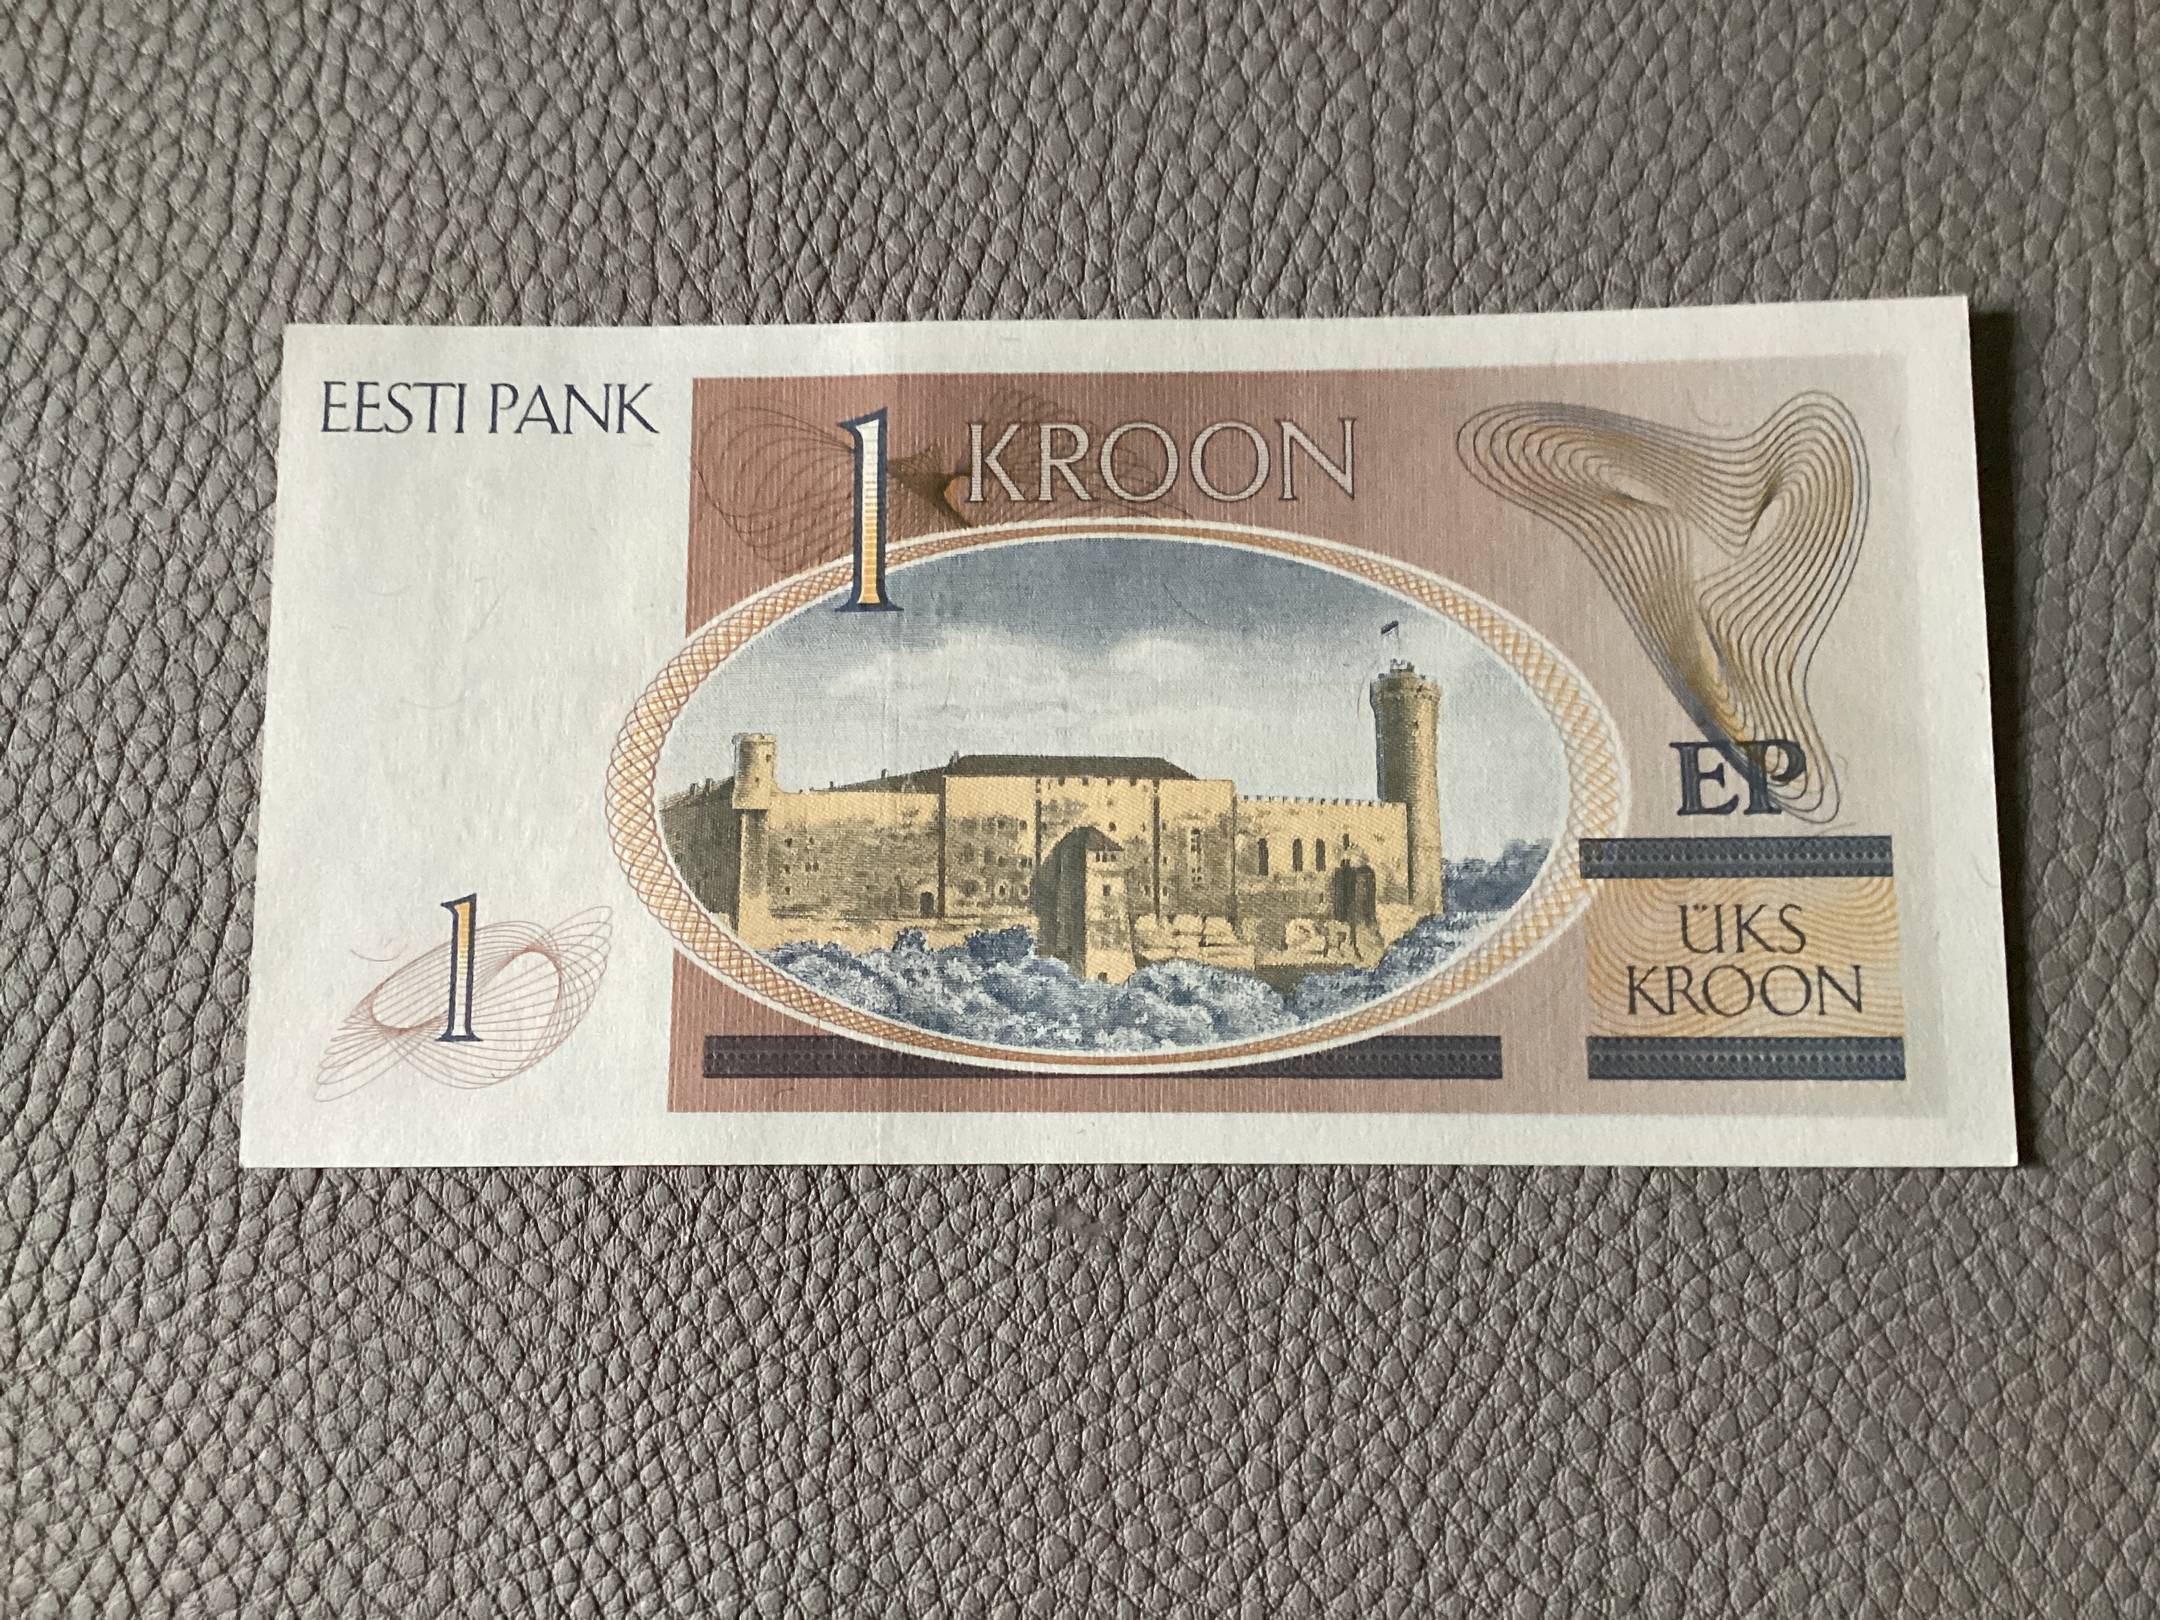 EESTI PANK
1 KROON
EP
1
ÜKS
KROON